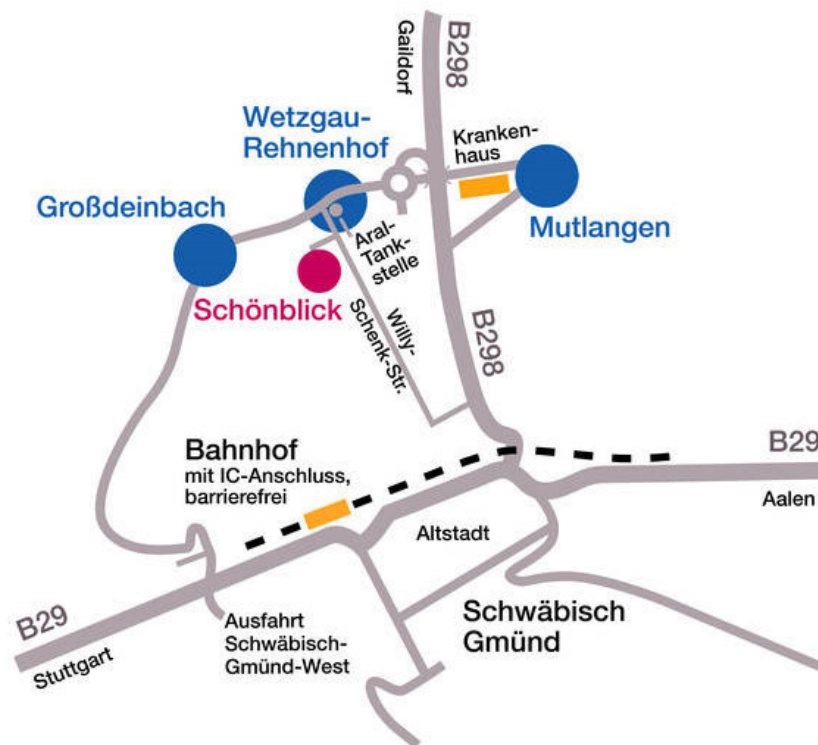 B298
Gaildorf
Wetzgau-
Rehnenhof
Kranken-
haus
Großdeinbach
Mutlangen
Aral-
Tank-
stelle
Schönblick
Willy-
Schenk-Str.
B298
Bahnhof
mit IC-Anschluss,
barrierefrei
B29
Aalen
Altstadt
Schwäbisch
Gmünd
B29
Stuttgart
Ausfahrt
Schwäbisch-
Gmünd-West